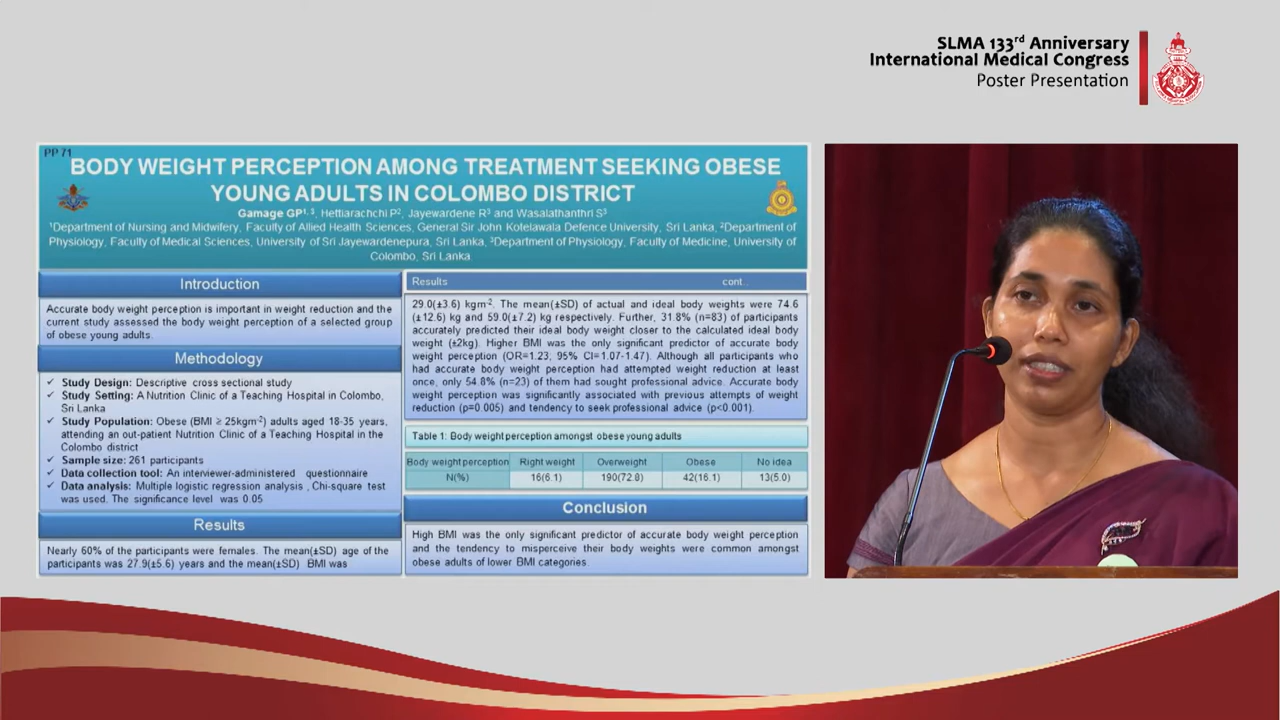 SLMA 133rd Anniversary
International Medical Congress
Poster Presentation
PP 71
BODY WEIGHT PERCEPTION AMONG TREATMENT SEEKING OBESE
YOUNG ADULTS IN COLOMBO DISTRICT
Gamage GP1, 3, Hettiarachchi P2, Jayewardene R3 and Wasalathanthri S3
1Department of Nursing and Midwifery, Faculty of Allied Health Sciences, General Sir John Kotelawala Defence University, Sri Lanka, 2Department of
Physiology, Faculty of Medical Sciences, University of Sri Jayewardenepura, Sri Lanka, 3Department of Physiology, Faculty of Medicine, University of
Colombo, Sri Lanka
Introduction
Accurate body weight perception is important in weight reduction and the
current study assessed the body weight perception of a selected group
of obese young adults.
Methodology
✓ Study Design: Descriptive cross sectional study
✓ Study Setting: A Nutrition Clinic of a Teaching Hospital in Colombo,
Sri Lanka
✓ Study Population: Obese (BMI ≥ 25kgm-2) adults aged 18-35 years,
attending an out-patient Nutrition Clinic of a Teaching Hospital in the
Colombo district
✓ Sample size: 261 participants
✓ Data collection tool: An interviewer-administered questionnaire
✓ Data analysis: Multiple logistic regression analysis , Chi-square test
was used. The significance level was 0.05
Results
Nearly 60% of the participants were females. The mean(±SD) age of the
participants was 27.9(±5.6) years and the mean(±SD) BMI was
Results cont..
29.0(±3.6) kgm-2. The mean(±SD) of actual and ideal body weights were 74.6
(±12.6) kg and 59.0(±7.2) kg respectively. Further, 31.8% (n=83) of participants
accurately predicted their ideal body weight closer to the calculated ideal body
weight (±2kg). Higher BMI was the only significant predictor of accurate body
weight perception (OR=1.23, 95% CI=1.07-1.47). Although all participants who
had accurate body weight perception had attempted weight reduction at least
once, only 54.8% (n=23) of them had sought professional advice. Accurate body
weight perception was significantly associated with previous attempts of weight
reduction (p=0.005) and tendency to seek professional advice (p<0.001).
Table 1: Body weight perception amongst obese young adults
Body weight perception Right weight Overweight Obese No idea
N(%) 16(6.1) 190(72.8) 42(16.1) 13(5.0)
Conclusion
High BMI was the only significant predictor of accurate body weight perception
and the tendency to misperceive their body weights were common amongst
obese adults of lower BMI categories.